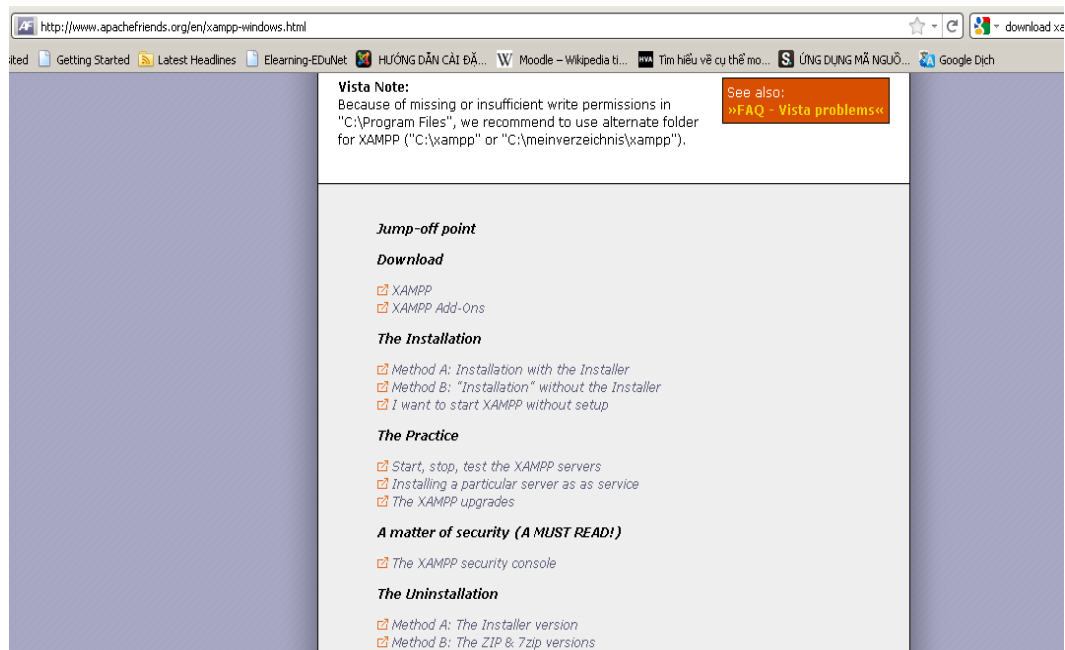 http://www.apachefriends.org/en/xampp-windows.html
download xa
sited Getting Started Latest Headlines Elearning-EDuNet HƯỚNG DẪN CÀI ĐẶ... W Moodle – Wikipedia ti... HVA Tìm hiểu về cụ thể mo... S. ỨNG DỤNG MÃ NGUỒ... Google Dịch
Vista Note:
Because of missing or insufficient write permissions in
"C:\Program Files", we recommend to use alternate folder
for XAMPP ("C:\xampp" or "C:\meinverzeichnis\xampp").
See also:
»FAQ - Vista problems«
Jump-off point
Download
XAMPP
XAMPP Add-Ons
The Installation
Method A: Installation with the Installer
Method B: "Installation" without the Installer
I want to start XAMPP without setup
The Practice
Start, stop, test the XAMPP servers
Installing a particular server as as service
The XAMPP upgrades
A matter of security (A MUST READ!)
The XAMPP security console
The Uninstallation
Method A: The Installer version
Method B: The ZIP & 7zip versions